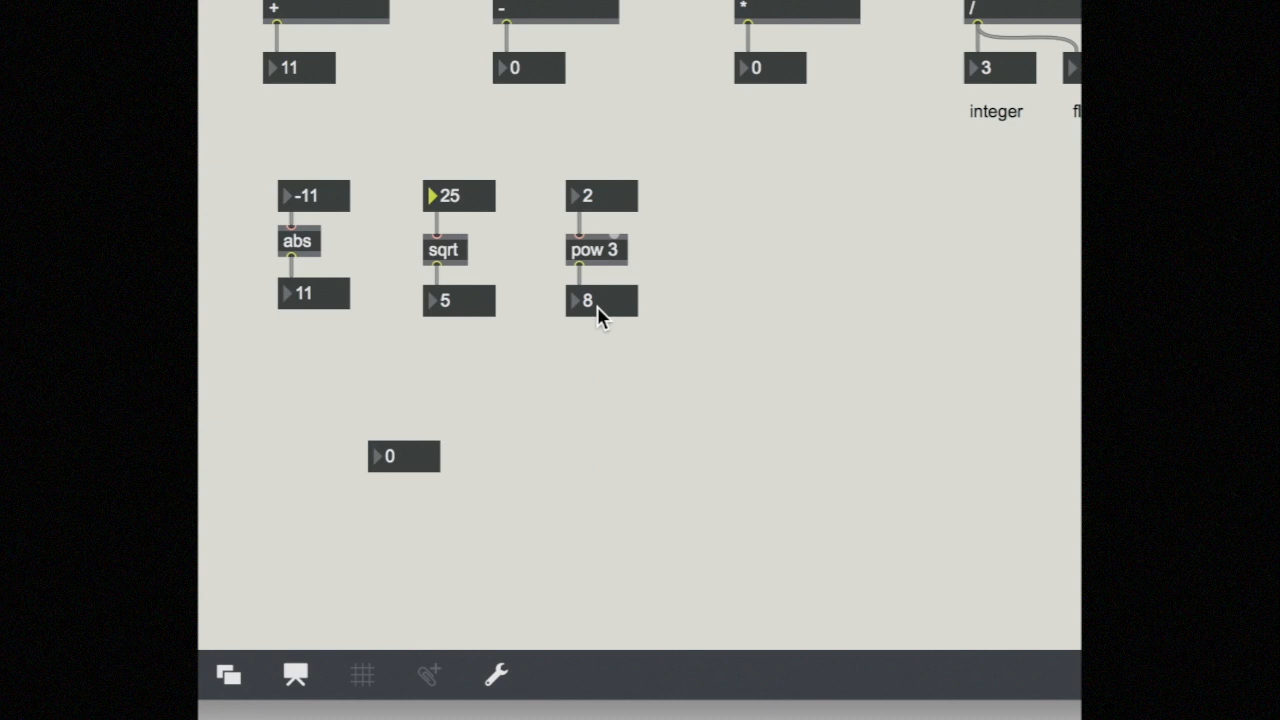 + - * /
11 0 0 3
integer
-11 25 2
abs sqrt pow 3
11 5 8
0